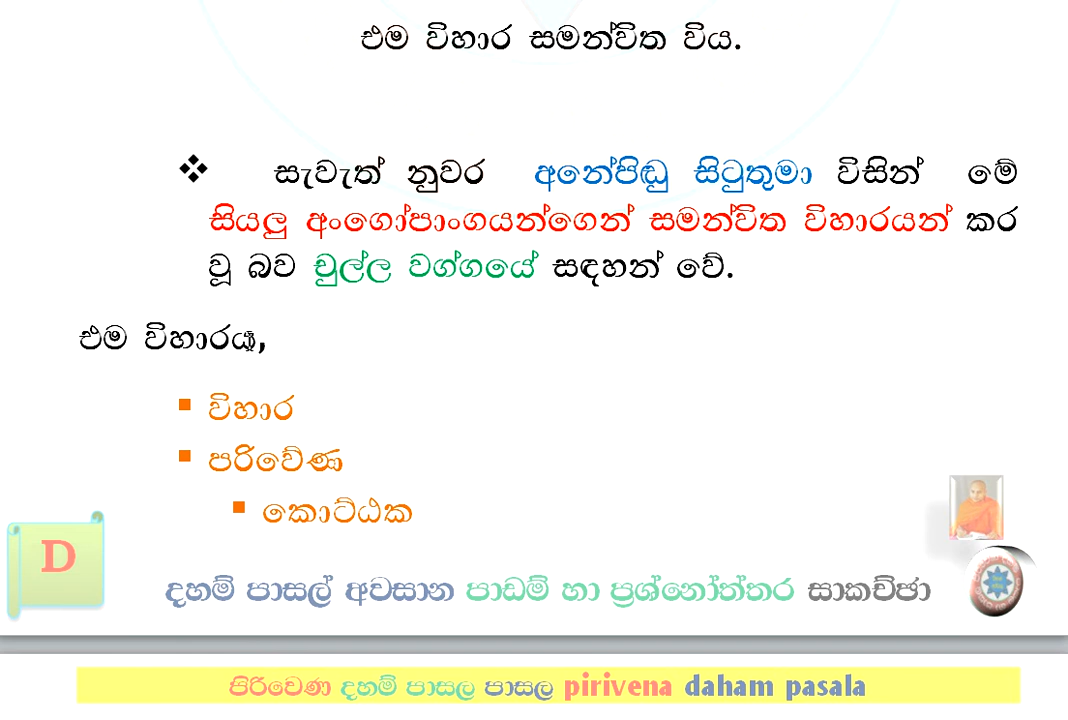 එම විහාර සමන්විත විය.
❖ සැවැත් නුවර අනේපිඬු සිටුතුමා විසින් මේ
සියලු අංගෝපාංගයන්ගෙන් සමන්විත විහාරයන් කර
වූ බව චුල්ල වග්ගයේ සඳහන් වේ.
එම විහාරය,
▪ විහාර
▪ පරිවේණ
▪ කොට්ඨක
D
දහම් පාසල් අවසාන පාඩම් හා ප්‍රශ්නෝත්තර සාකච්ඡා
පිරිවෙණ දහම් පාසල පාසල pirivena daham pasala